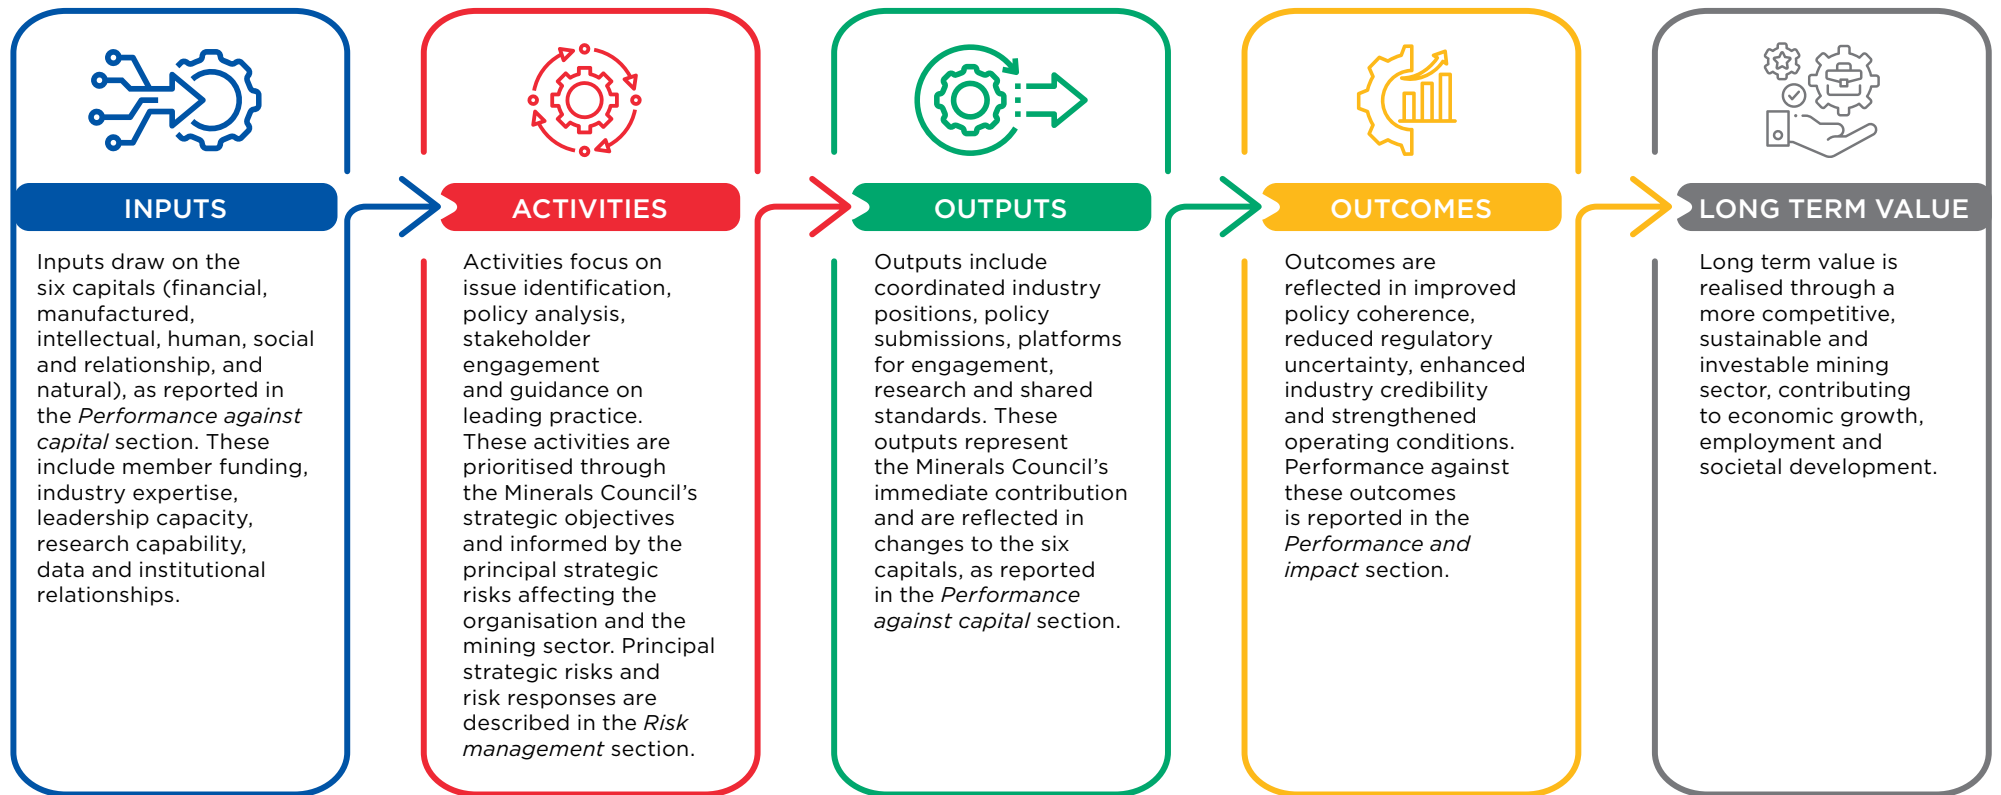 INPUTS
Inputs draw on the
six capitals (financial,
manufactured,
intellectual, human, social
and relationship, and
natural), as reported in
the Performance against
capital section. These
include member funding,
industry expertise,
leadership capacity,
research capability,
data and institutional
relationships.
ACTIVITIES
Activities focus on
issue identification,
policy analysis,
stakeholder
engagement
and guidance on
leading practice.
These activities are
prioritised through
the Minerals Council’s
strategic objectives
and informed by the
principal strategic
risks affecting the
organisation and the
mining sector. Principal
strategic risks and
risk responses are
described in the Risk
management section.
OUTPUTS
Outputs include
coordinated industry
positions, policy
submissions, platforms
for engagement,
research and shared
standards. These
outputs represent
the Minerals Council’s
immediate contribution
and are reflected in
changes to the six
capitals, as reported
in the Performance
against capital section.
OUTCOMES
Outcomes are
reflected in improved
policy coherence,
reduced regulatory
uncertainty, enhanced
industry credibility
and strengthened
operating conditions.
Performance against
these outcomes
is reported in the
Performance and
impact section.
LONG TERM VALUE
Long term value is
realised through a
more competitive,
sustainable and
investable mining
sector, contributing
to economic growth,
employment and
societal development.